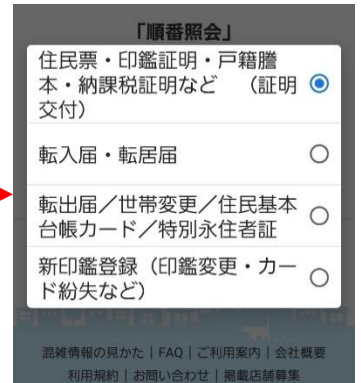 「順番照会」
住民票・印鑑証明・戸籍謄
本・納課税証明など　（証明
交付）
転入届・転居届
転出届／世帯変更／住民基本
台帳カード／特別永住者証
新印鑑登録（印鑑変更・カー
ド紛失など）
混雑情報の見かた｜FAQ｜ご利用案内｜会社概要
利用規約｜お問い合わせ｜掲載店舗募集